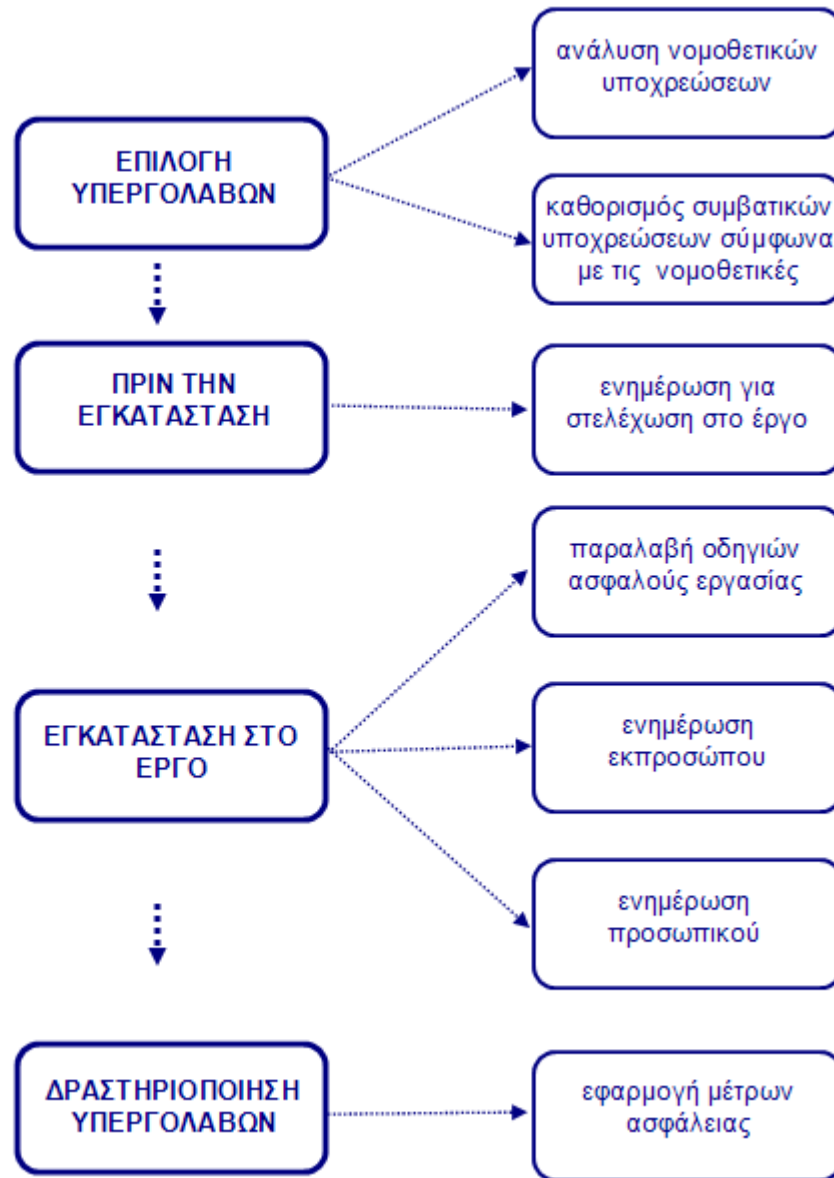 ΕΠΙΛΟΓΗ
ΥΠΕΡΓΟΛΑΒΩΝ
ανάλυση νομοθετικών
υποχρεώσεων
καθορισμός συμβατικών
υποχρεώσεων σύμφωνα
με τις νομοθετικές
ΠΡΙΝ ΤΗΝ
ΕΓΚΑΤΑΣΤΑΣΗ
ενημέρωση για
στελέχωση στο έργο
ΕΓΚΑΤΑΣΤΑΣΗ ΣΤΟ
ΕΡΓΟ
παραλαβή οδηγιών
ασφαλούς εργασίας
ενημέρωση
εκπροσώπου
ενημέρωση
προσωπικού
ΔΡΑΣΤΗΡΙΟΠΟΙΗΣΗ
ΥΠΕΡΓΟΛΑΒΩΝ
εφαρμογή μέτρων
ασφάλειας